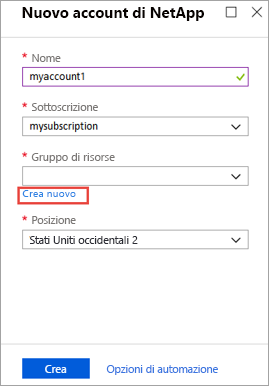 Nuovo account di NetApp
* Nome
myaccount1
* Sottoscrizione
mysubscription
* Gruppo di risorse
Crea nuovo
* Posizione
Stati Uniti occidentali 2
Crea Opzioni di automazione